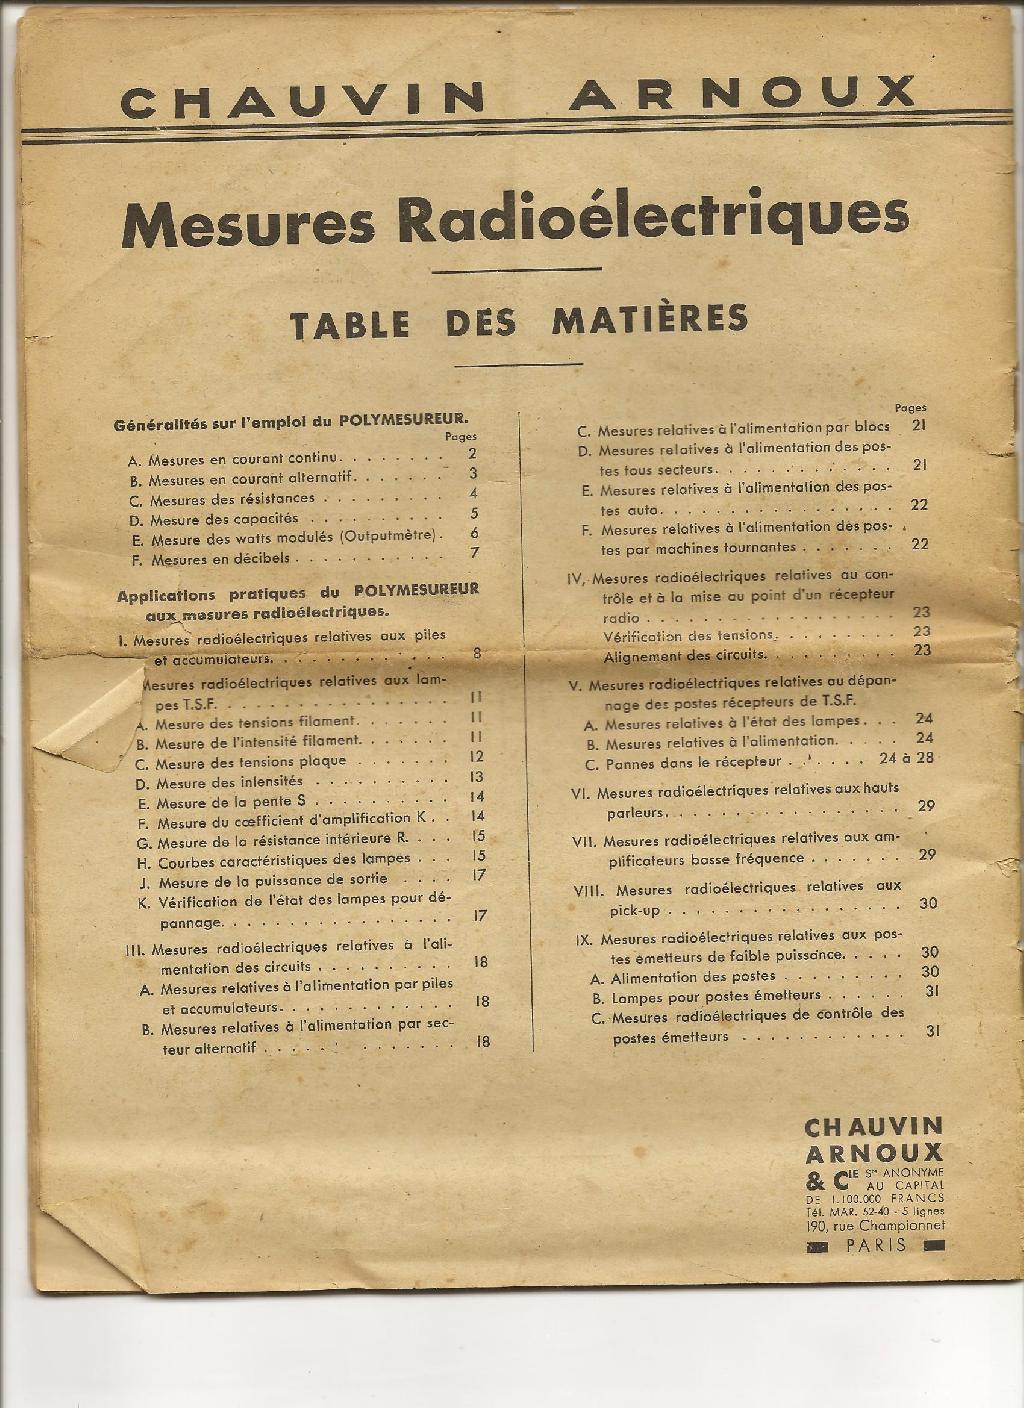 CHAUVIN ARNOUX
Mesures Radioélectriques
TABLE DES MATIÈRES
Généralités sur l'emploi du POLYMESUREUR.
Pages
A. Mesures en courant continu. . . . . . . . 2
B. Mesures en courant alternatif. . . . . . . 3
C. Mesures des résistances . . . . . . . . . 4
D. Mesure des capacités . . . . . . . . . . 5
E. Mesure des watts modulés (Outputmètre). 6
F. Mesures en décibels . . . . . . . . . . . 7
Applications pratiques du POLYMESUREUR
aux mesures radioélectriques.
I. Mesures radioélectriques relatives aux piles
et accumulateurs. . . . . . . . . . . . 8
Mesures radioélectriques relatives aux lam-
pes T.S.F. . . . . . . . . . . . . . . . 11
A. Mesure des tensions filament. . . . . . . 11
B. Mesure de l'intensité filament. . . . . . . 11
C. Mesure des tensions plaque . . . . . . . 12
D. Mesure des intensités . . . . . . . . . . 13
E. Mesure de la pente S . . . . . . . . . . 14
F. Mesure du cœfficient d'amplification K . . 14
G. Mesure de la résistance intérieure R. . . . 15
H. Courbes caractéristiques des lampes . . . 15
J. Mesure de la puissance de sortie . . . . 17
K. Vérification de l'état des lampes pour dé-
pannage. . . . . . . . . . . . . . . . 17
III. Mesures radioélectriques relatives à l'ali-
mentation des circuits . . . . . . . . . 18
A. Mesures relatives à l'alimentation par piles
et accumulateurs. . . . . . . . . . . . 18
B. Mesures relatives à l'alimentation par sec-
teur alternatif . . . . . . . . . . . . . 18
Pages
C. Mesures relatives à l'alimentation par blocs 21
D. Mesures relatives à l'alimentation des pos-
tes tous secteurs. . . . . . . . . . . . 21
E. Mesures relatives à l'alimentation des pos-
tes auto. . . . . . . . . . . . . . . . 22
F. Mesures relatives à l'alimentation des pos-
tes par machines tournantes . . . . . . . 22
IV. Mesures radioélectriques relatives au con-
trôle et à la mise au point d'un récepteur
radio . . . . . . . . . . . . . . . . . 23
Vérification des tensions. . . . . . . . . 23
Alignement des circuits. . . . . . . . . . 23
V. Mesures radioélectriques relatives au dépan-
nage des postes récepteurs de T.S.F.
A. Mesures relatives à l'état des lampes. . . 24
B. Mesures relatives à l'alimentation. . . . . 24
C. Pannes dans le récepteur . . . . . . 24 à 28
VI. Mesures radioélectriques relatives aux hauts
parleurs. . . . . . . . . . . . . . . . 29
VII. Mesures radioélectriques relatives aux am-
plificateurs basse fréquence . . . . . . . 29
VIII. Mesures radioélectriques relatives aux
pick-up . . . . . . . . . . . . . . . . 30
IX. Mesures radioélectriques relatives aux pos-
tes émetteurs de faible puissance. . . . . 30
A. Alimentation des postes . . . . . . . . . 30
B. Lampes pour postes émetteurs . . . . . . 31
C. Mesures radioélectriques de contrôle des
postes émetteurs . . . . . . . . . . . . 31
CHAUVIN
ARNOUX
& CIE Sté ANONYME
AU CAPITAL
DE 1.100.000 FRANCS
Tél. MAR. 52-40 - 5 lignes
190, rue Championnet
PARIS